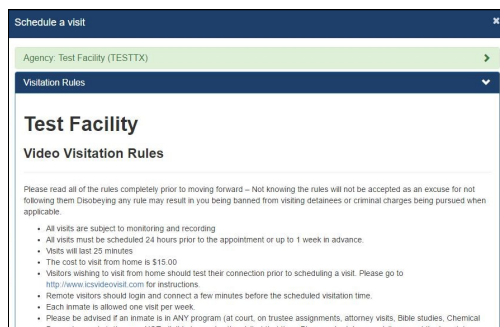 Schedule a visit
Agency: Test Facility (TESTTX)
Visitation Rules
Test Facility
Video Visitation Rules
Please read all of the rules completely prior to moving forward – Not knowing the rules will not be accepted as an excuse for not
following them Disobeying any rule may result in you being banned from visiting detainees or criminal charges being pursued when
applicable.
• All visits are subject to monitoring and recording
• All visits must be scheduled 24 hours prior to the appointment or up to 1 week in advance.
• Visits will last 25 minutes
• The cost to visit from home is $15.00
• Visitors wishing to visit from home should test their connection prior to scheduling a visit. Please go to
http://www.icsvideovisit.com for instructions.
• Remote visitors should login and connect a few minutes before the scheduled visitation time.
• Each inmate is allowed one visit per week.
• Please be advised if an inmate is in ANY program (at court, on trustee assignments, attorney visits, Bible studies, Chemical